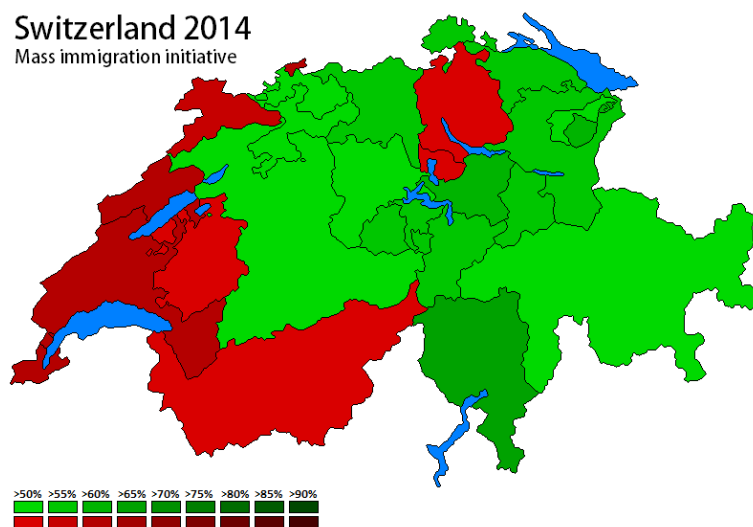 Switzerland 2014
Mass immigration initiative
>50% >55% >60% >65% >70% >75% >80% >85% >90%